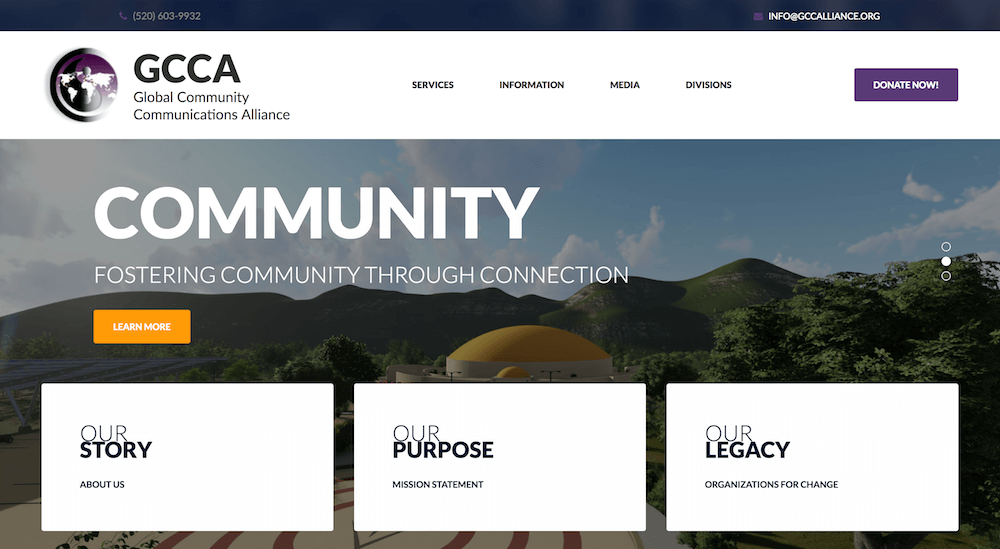 (520) 603-9932
INFO@GCCALLIANCE.ORG
GCCA
Global Community
Communications Alliance
SERVICES
INFORMATION
MEDIA
DIVISIONS
DONATE NOW!
COMMUNITY
FOSTERING COMMUNITY THROUGH CONNECTION
LEARN MORE
OUR
STORY
ABOUT US
OUR
PURPOSE
MISSION STATEMENT
OUR
LEGACY
ORGANIZATIONS FOR CHANGE